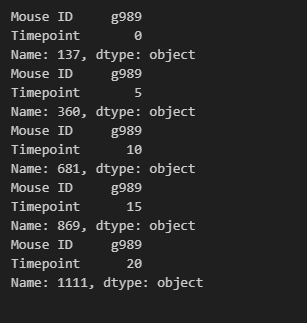 Mouse ID     g989
Timepoint       0
Name: 137, dtype: object
Mouse ID     g989
Timepoint       5
Name: 360, dtype: object
Mouse ID     g989
Timepoint      10
Name: 681, dtype: object
Mouse ID     g989
Timepoint      15
Name: 869, dtype: object
Mouse ID     g989
Timepoint      20
Name: 1111, dtype: object